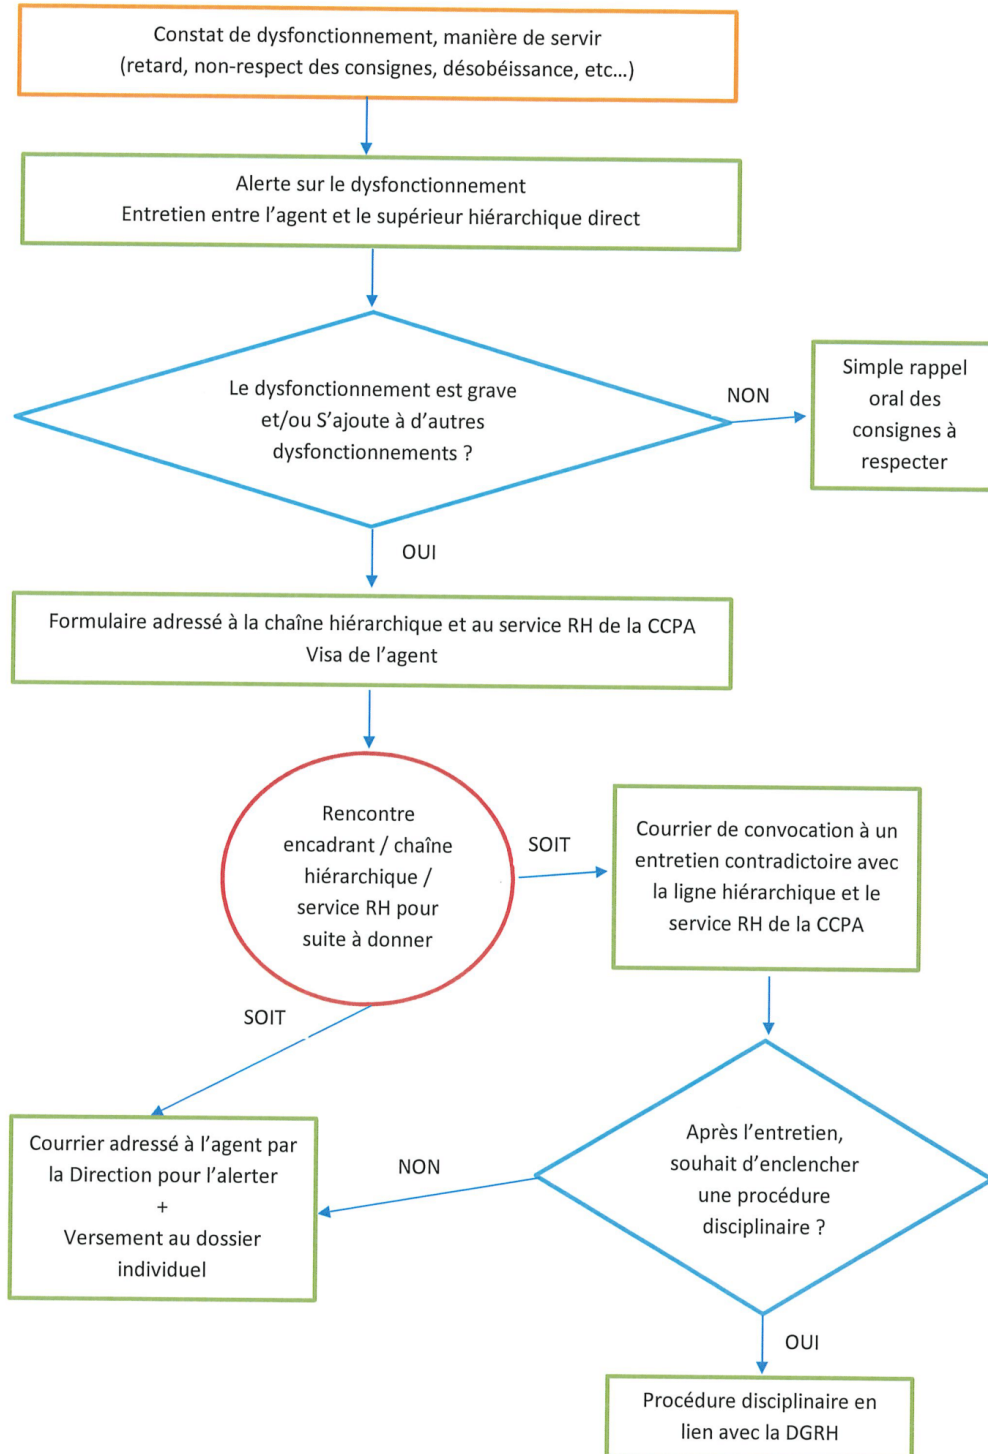 Constat de dysfonctionnement, manière de servir
(retard, non-respect des consignes, désobéissance, etc…)
Alerte sur le dysfonctionnement
Entretien entre l’agent et le supérieur hiérarchique direct
Le dysfonctionnement est grave
et/ou S’ajoute à d’autres
dysfonctionnements ?
NON
Simple rappel
oral des
consignes à
respecter
OUI
Formulaire adressé à la chaîne hiérarchique et au service RH de la CCPA
Visa de l’agent
Rencontre
encadrant / chaîne
hiérarchique /
service RH pour
suite à donner
SOIT
Courrier de convocation à un
entretien contradictoire avec
la ligne hiérarchique et le
service RH de la CCPA
SOIT
Courrier adressé à l’agent par
la Direction pour l’alerter
+
Versement au dossier
individuel
NON
Après l’entretien,
souhait d’enclencher
une procédure
disciplinaire ?
OUI
Procédure disciplinaire en
lien avec la DGRH